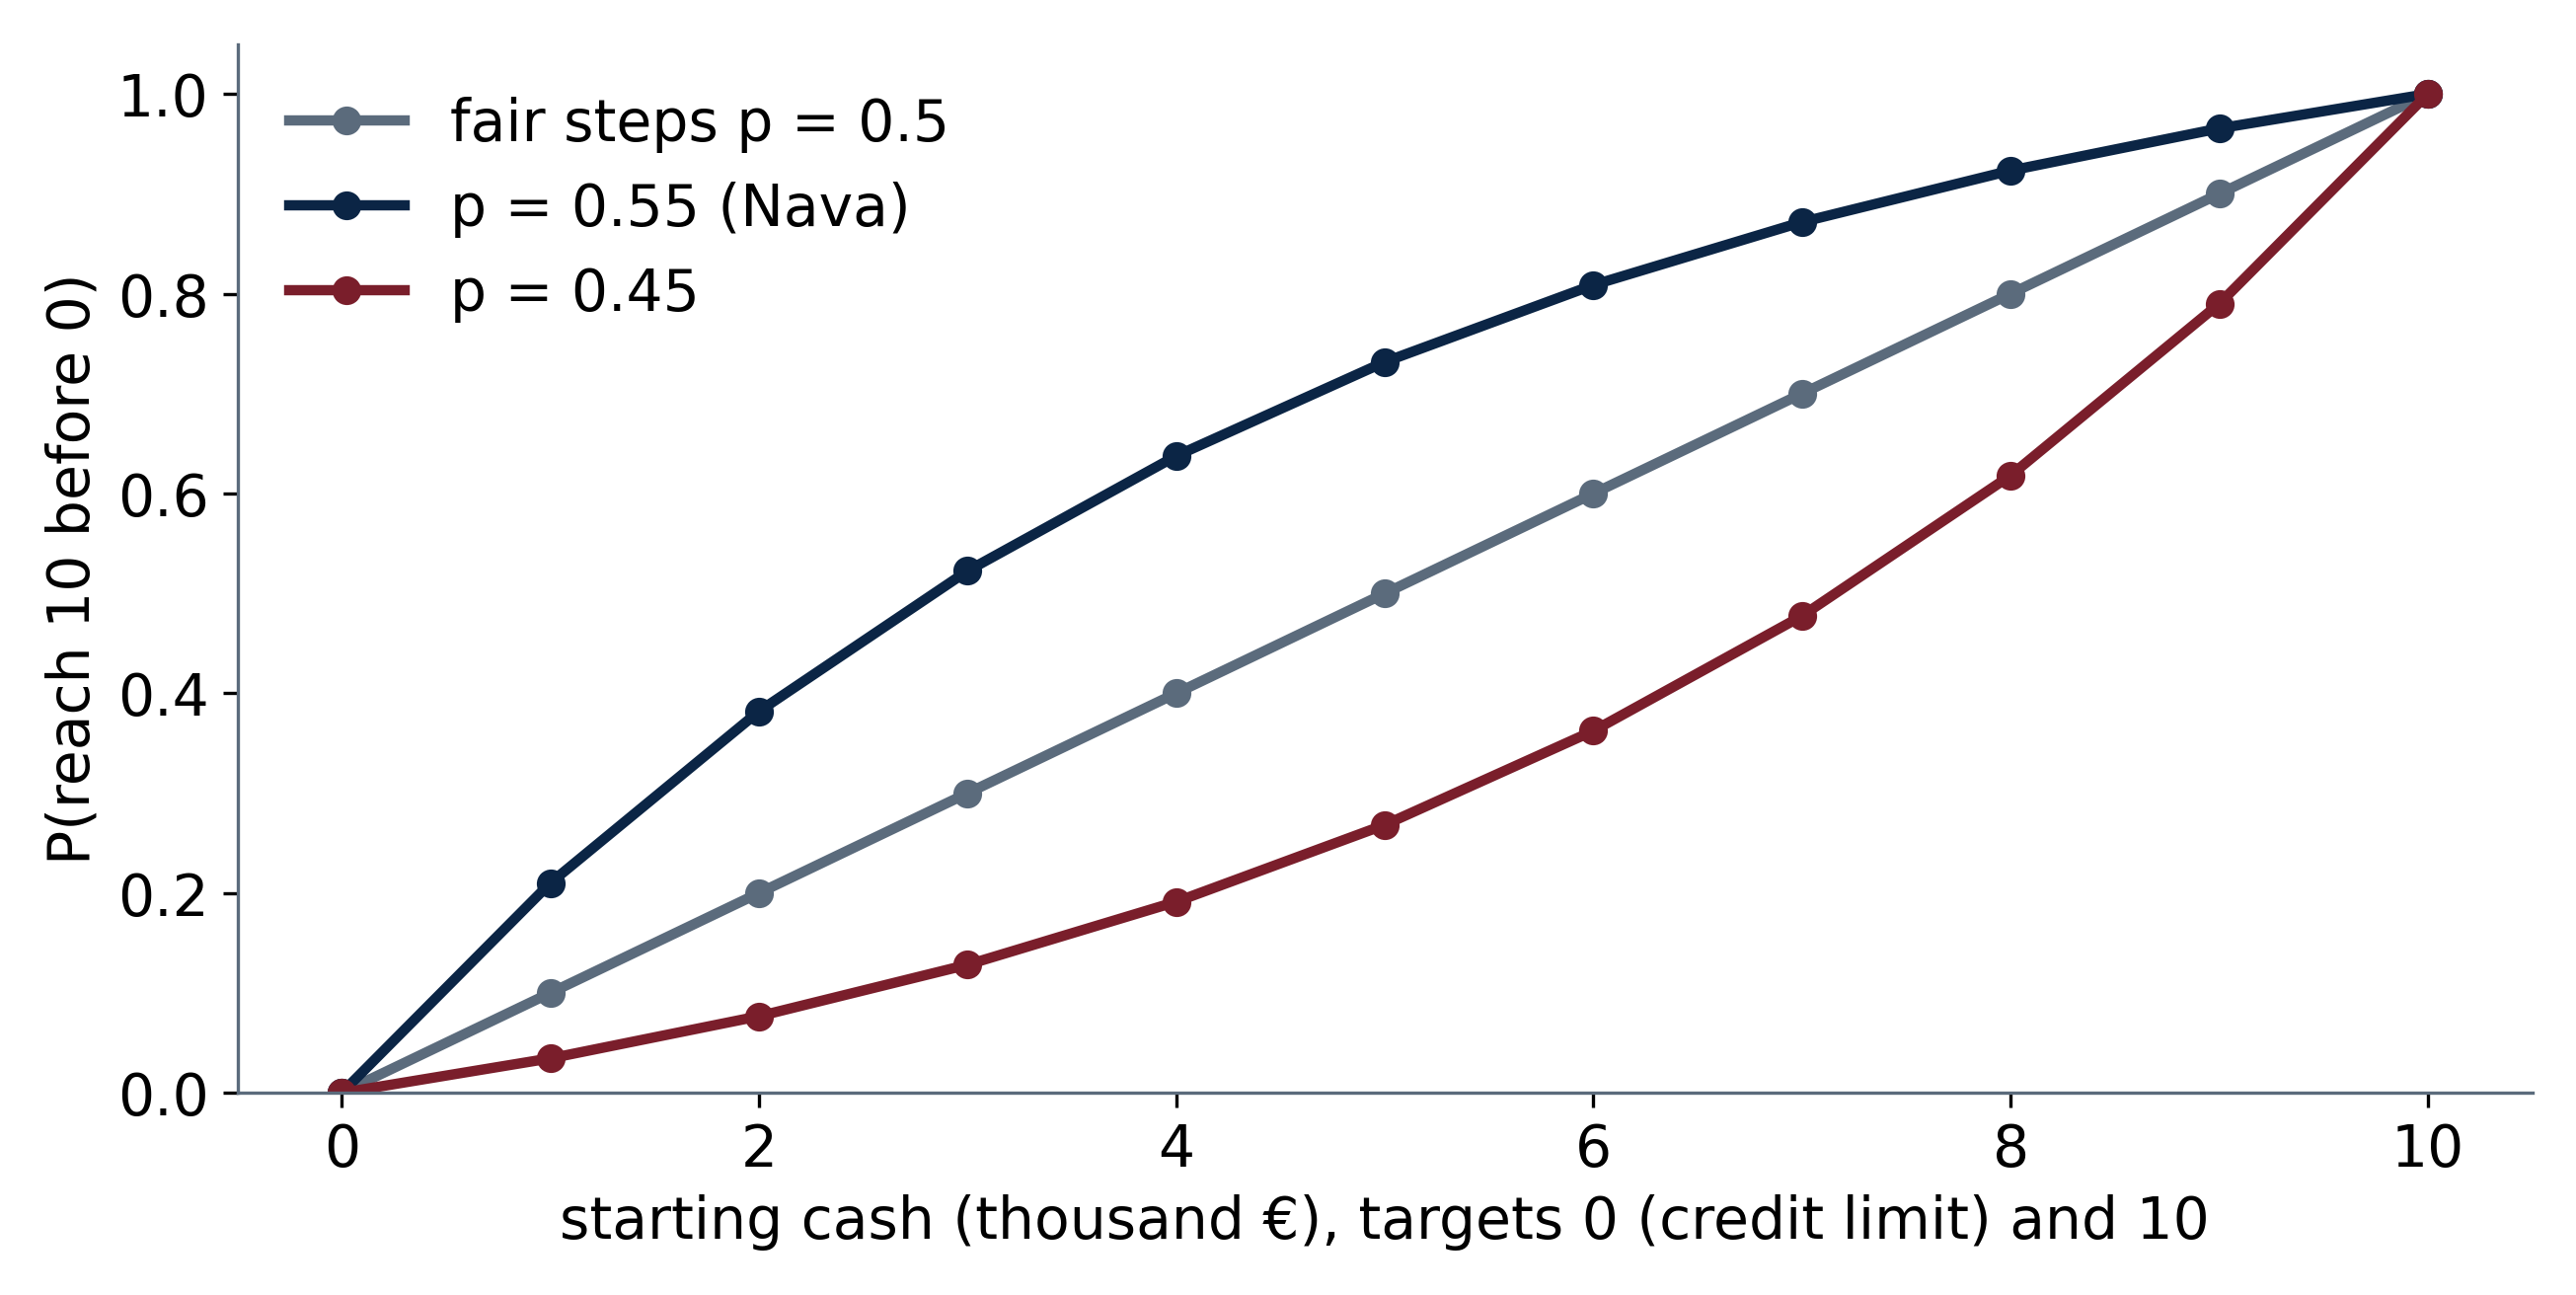 fair steps p = 0.5
p = 0.55 (Nava)
p = 0.45
P(reach 10 before 0)
1.0
0.8
0.6
0.4
0.2
0.0
0 2 4 6 8 10
starting cash (thousand €), targets 0 (credit limit) and 10